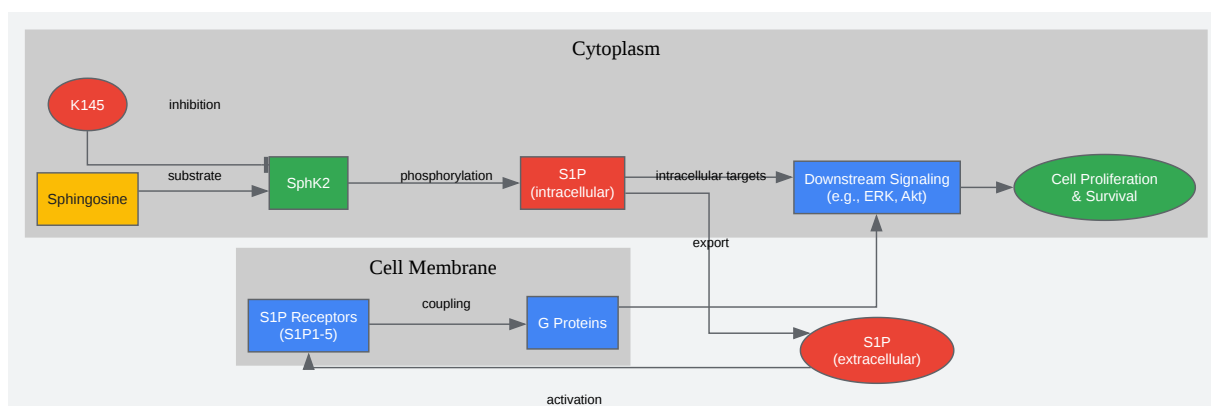 Cytoplasm
K145
inhibition
Sphingosine
substrate
SphK2
phosphorylation
S1P
(intracellular)
intracellular targets
Downstream Signaling
(e.g., ERK, Akt)
Cell Proliferation
& Survival
export
Cell Membrane
S1P Receptors
(S1P1-5)
coupling
G Proteins
S1P
(extracellular)
activation